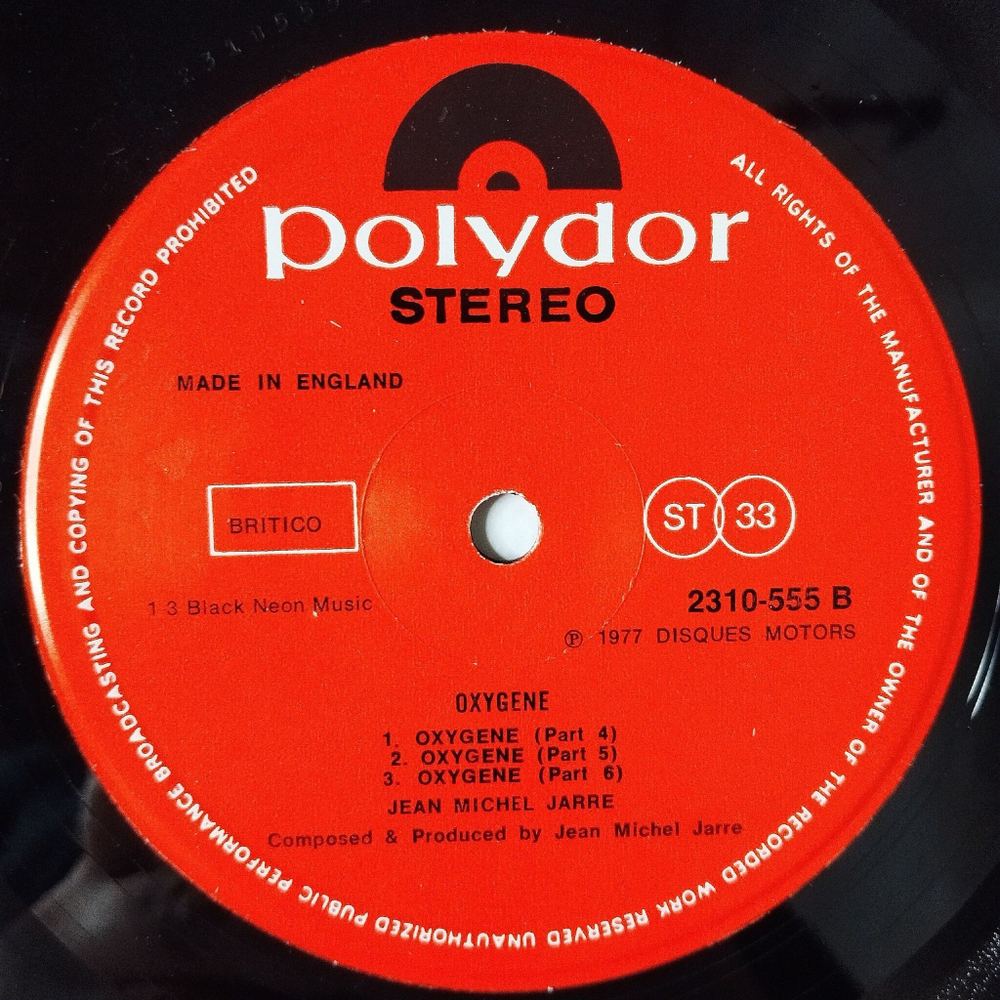 polydor
STEREO
MADE IN ENGLAND
BRITICO
ST 33
1 3 Black Neon Music
2310-555 B
℗ 1977 DISQUES MOTORS
OXYGENE
1. OXYGENE (Part 4)
2. OXYGENE (Part 5)
3. OXYGENE (Part 6)
JEAN MICHEL JARRE
Composed & Produced by Jean Michel Jarre
ALL RIGHTS OF THE MANUFACTURER AND OF THE OWNER OF THE RECORDED WORK RESERVED UNAUTHORIZED PUBLIC PERFORMANCE BROADCASTING AND COPYING OF THIS RECORD PROHIBITED